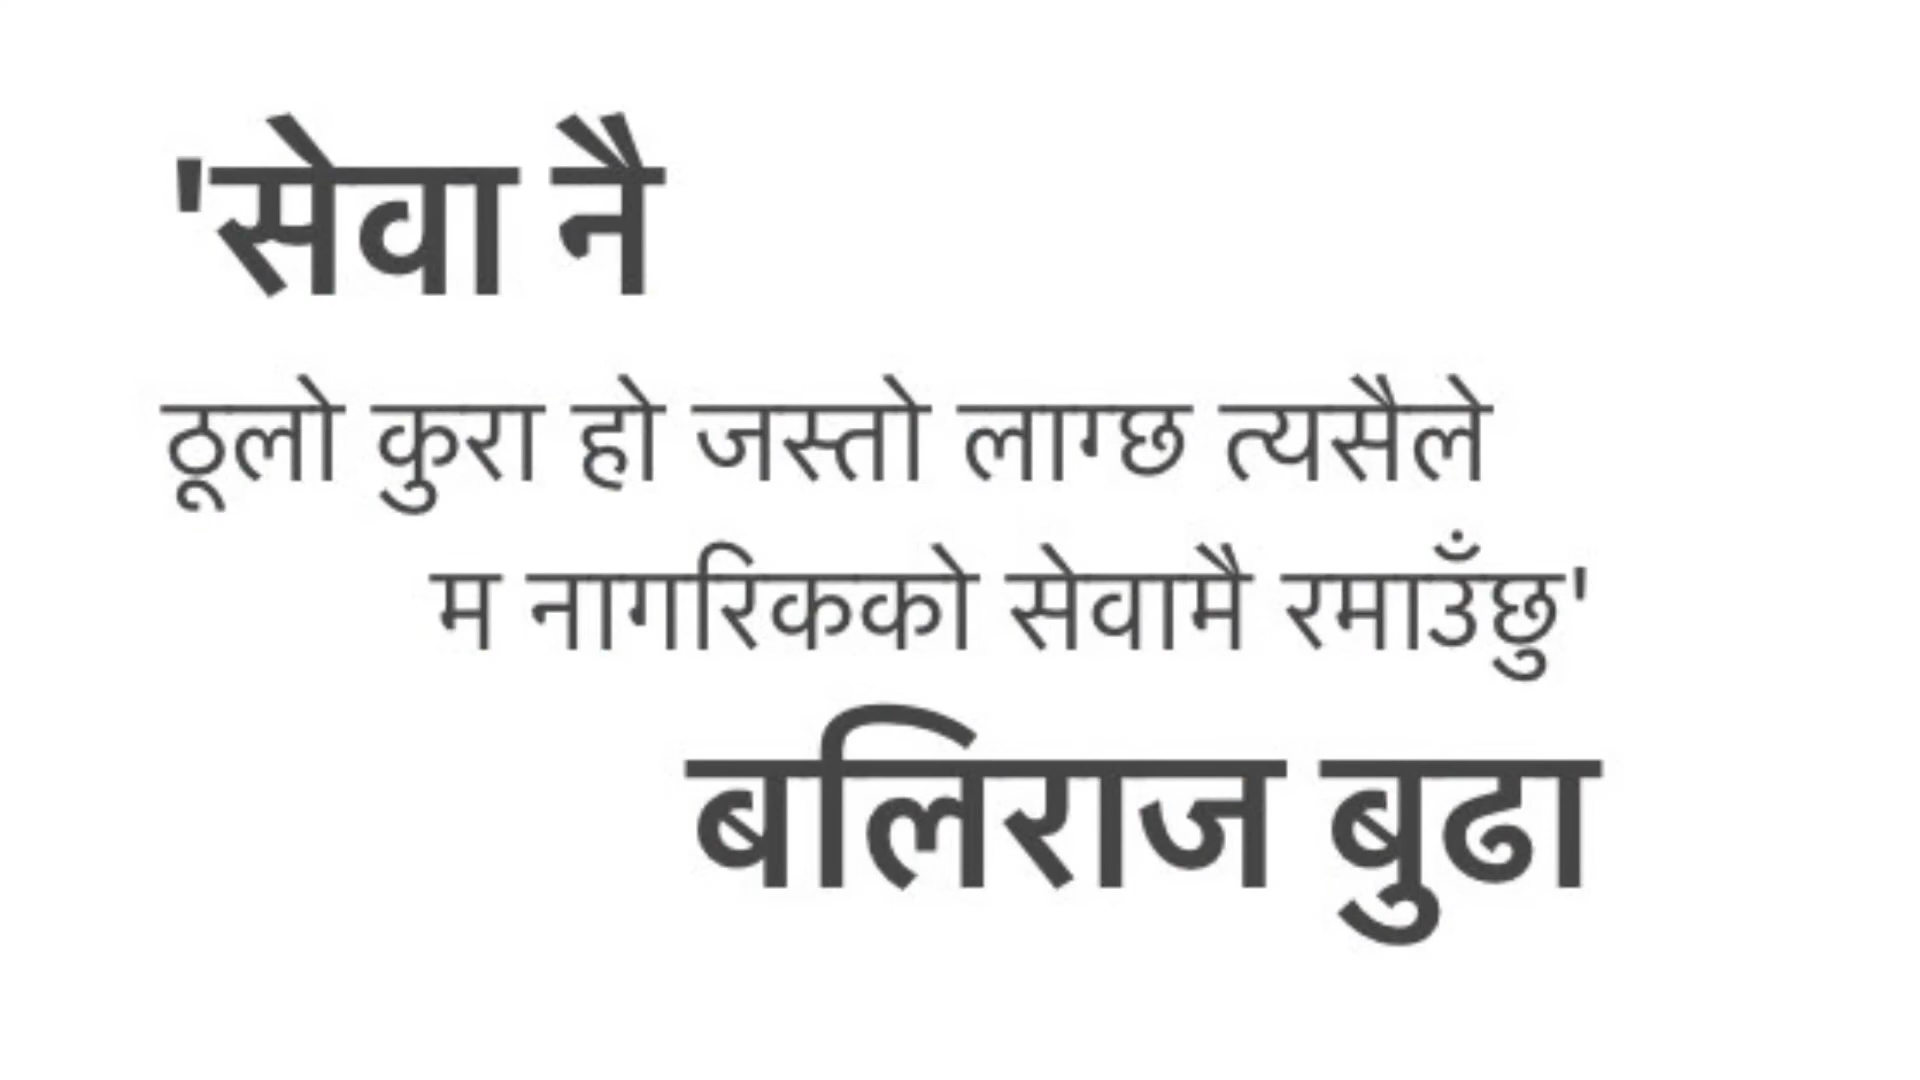 'सेवा नै
ठूलो कुरा हो जस्तो लाग्छ त्यसैले
म नागरिकको सेवामै रमाउँछु'
बलिराज बुढा